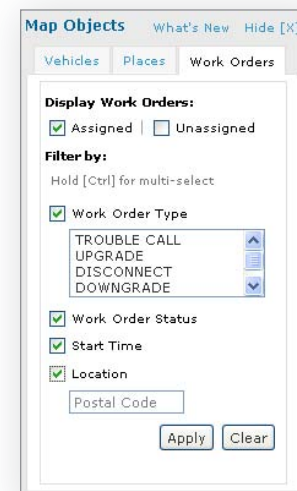 Map Objects What's New Hide [X]
Vehicles Places Work Orders
Display Work Orders:
Assigned | Unassigned
Filter by:
Hold [Ctrl] for multi-select
Work Order Type
TROUBLE CALL
UPGRADE
DISCONNECT
DOWNGRADE
Work Order Status
Start Time
Location
Postal Code
Apply Clear